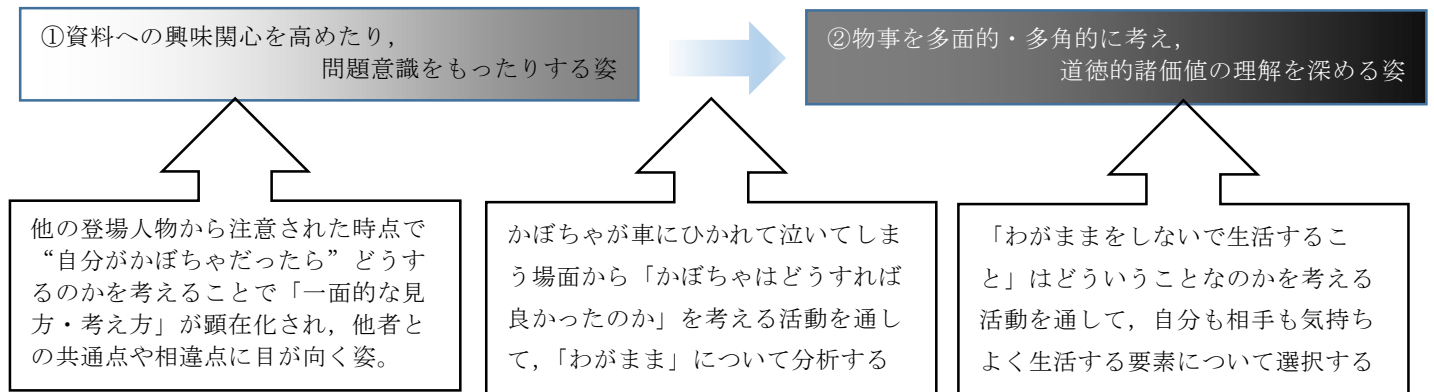 ①資料への興味関心を高めたり，
問題意識をもったりする姿
②物事を多面的・多角的に考え，
道徳的諸価値の理解を深める姿
他の登場人物から注意された時点で
“自分がかぼちゃだったら”どうす
るのかを考えることで「一面的な見
方・考え方」が顕在化され，他者と
の共通点や相違点に目が向く姿。
かぼちゃが車にひかれて泣いてしま
う場面から「かぼちゃはどうすれば
良かったのか」を考える活動を通し
て，「わがまま」について分析する
「わがままをしないで生活するこ
と」はどういうことなのかを考える
活動を通して，自分も相手も気持ち
よく生活する要素について選択する